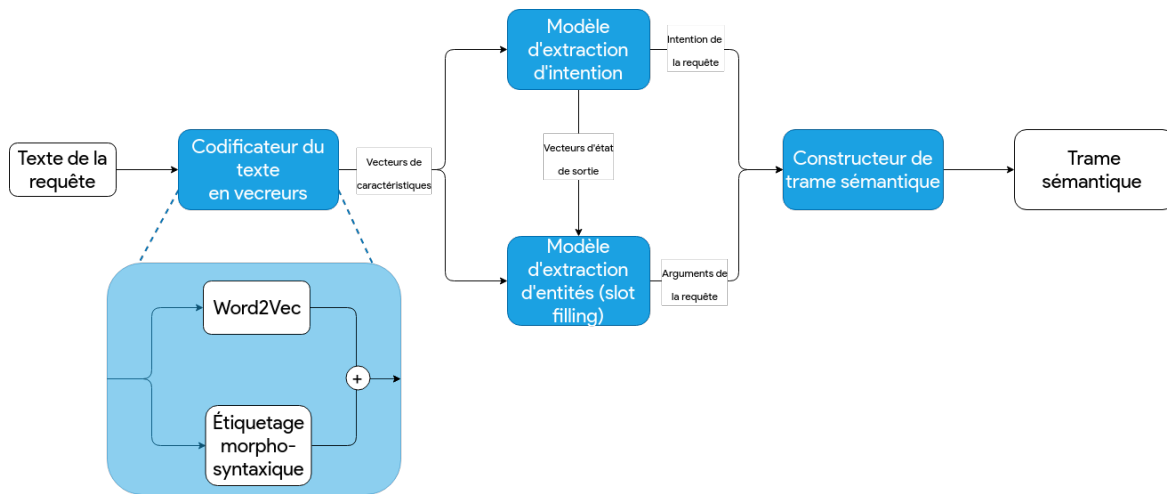 Texte de la
requête
Codificateur du
texte
en vecreurs
Vecteurs de
caractéristiques
Modèle
d'extraction
d'intention
Intention de
la requête
Vecteurs d'état
de sortie
Modèle
d'extraction
d'entités (slot
filling)
Arguments de
la requête
Constructeur de
trame sémantique
Trame
sémantique
Word2Vec
+
Étiquetage
morpho-
syntaxique